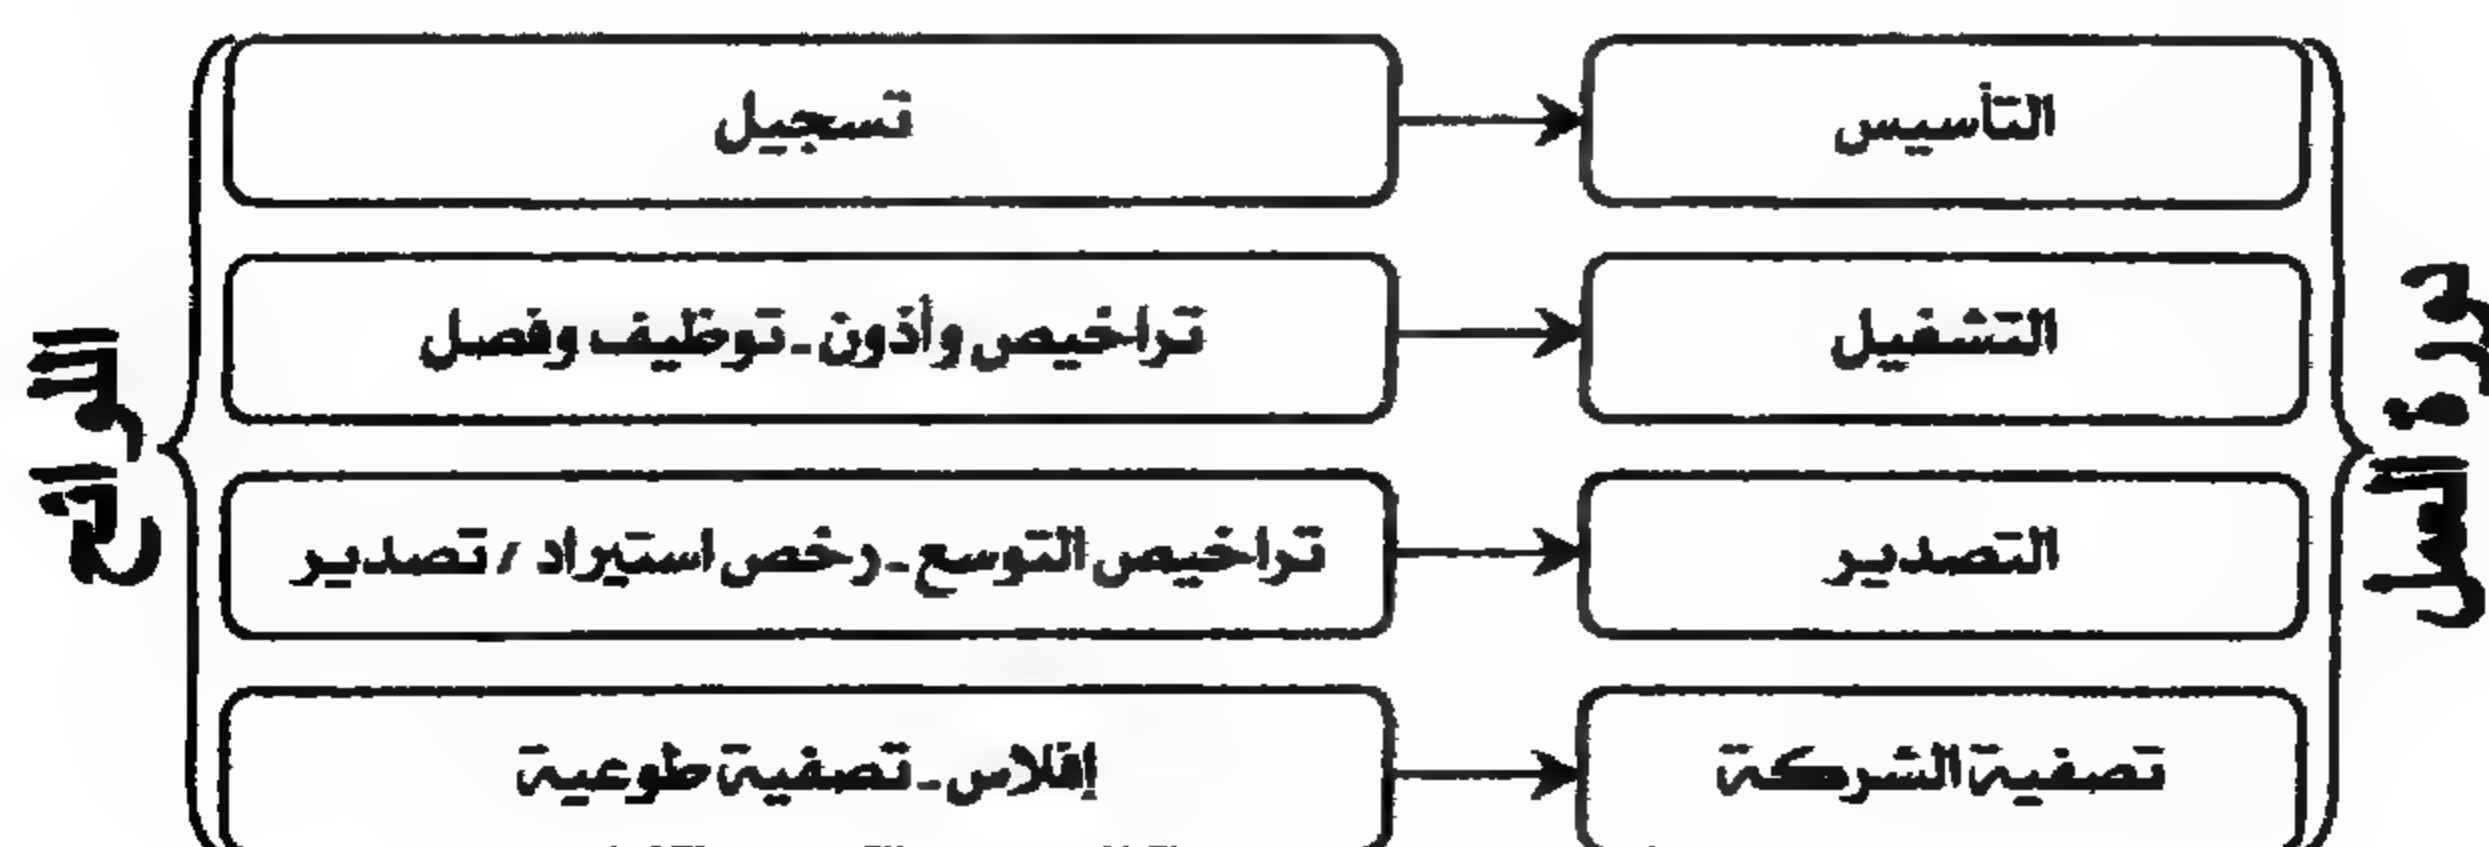 دورة العمل
التأسيس
تسجيل
التشغيل
تراخيص وأذون - توظيف وفصل
التصدير
تراخيص التوسع - رخص استيراد / تصدير
تصفية الشركة
إفلاس - تصفية طوعية